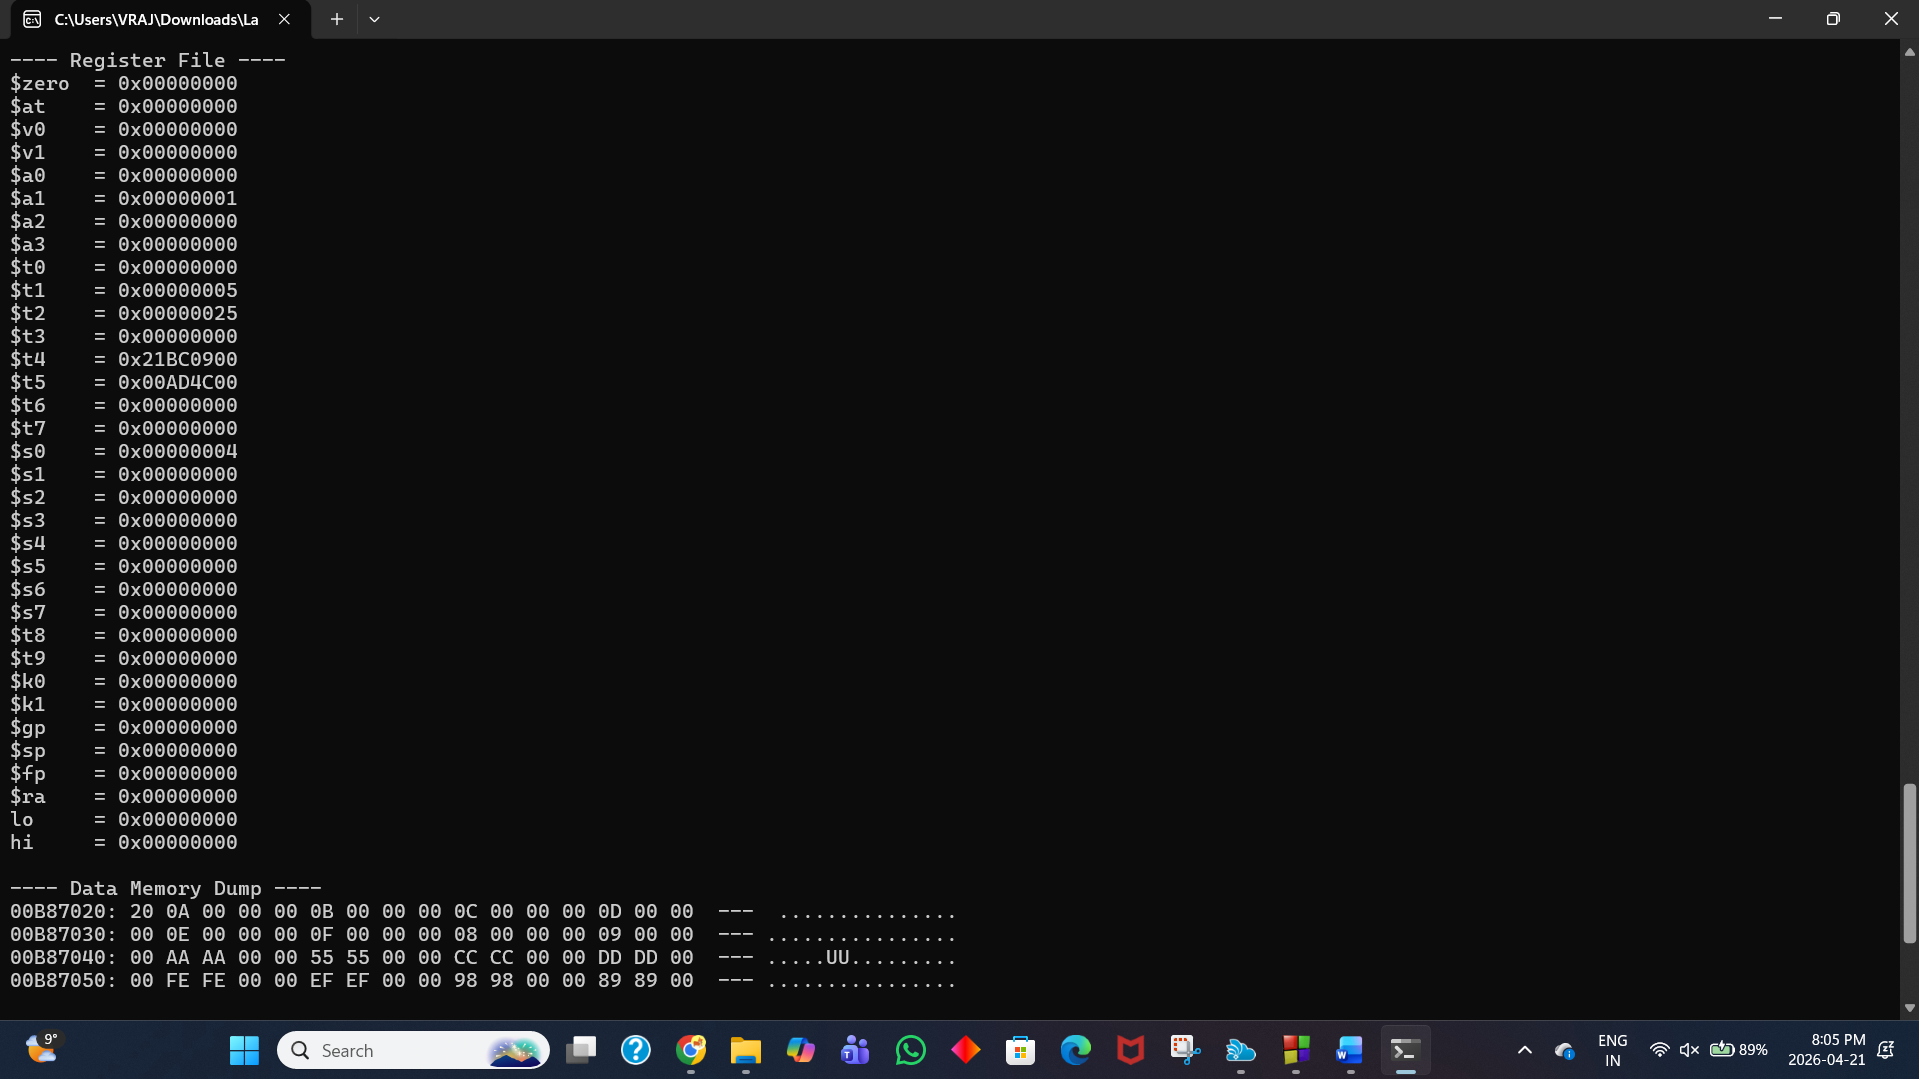 C:\Users\VRAJ\Downloads\La
---- Register File ----
$zero  = 0x00000000
$at    = 0x00000000
$v0    = 0x00000000
$v1    = 0x00000000
$a0    = 0x00000000
$a1    = 0x00000001
$a2    = 0x00000000
$a3    = 0x00000000
$t0    = 0x00000000
$t1    = 0x00000005
$t2    = 0x00000025
$t3    = 0x00000000
$t4    = 0x21BC0900
$t5    = 0x00AD4C00
$t6    = 0x00000000
$t7    = 0x00000000
$s0    = 0x00000004
$s1    = 0x00000000
$s2    = 0x00000000
$s3    = 0x00000000
$s4    = 0x00000000
$s5    = 0x00000000
$s6    = 0x00000000
$s7    = 0x00000000
$t8    = 0x00000000
$t9    = 0x00000000
$k0    = 0x00000000
$k1    = 0x00000000
$gp    = 0x00000000
$sp    = 0x00000000
$fp    = 0x00000000
$ra    = 0x00000000
lo     = 0x00000000
hi     = 0x00000000
---- Data Memory Dump ----
00B87020: 20 0A 00 00 00 0B 00 00 00 0C 00 00 00 0D 00 00  ---  ...............
00B87030: 00 0E 00 00 00 0F 00 00 00 08 00 00 00 09 00 00  --- ................
00B87040: 00 AA AA 00 00 55 55 00 00 CC CC 00 00 DD DD 00  --- .....UU.........
00B87050: 00 FE FE 00 00 EF EF 00 00 98 98 00 00 89 89 00  --- ................
9°
Search
ENG
IN
89%
8:05 PM
2026-04-21